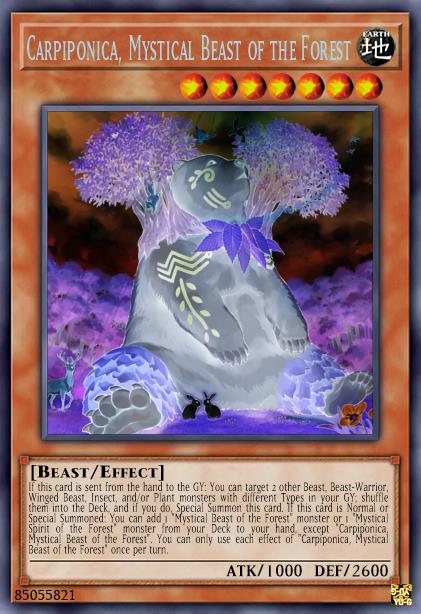 CARPIPONICA, MYSTICAL BEAST OF THE FOREST
EARTH
地
[BEAST/EFFECT]
If this card is sent from the hand to the GY: You can target 2 other Beast, Beast-Warrior,
Winged Beast, Insect, and/or Plant monsters with different Types in your GY; shuffle
them into the Deck, and if you do, Special Summon this card. If this card is Normal or
Special Summoned: You can add 1 "Mystical Beast of the Forest" monster or 1 "Mystical
Spirit of the Forest" monster from your Deck to your hand, except "Carpiponica,
Mystical Beast of the Forest". You can only use each effect of "Carpiponica, Mystical
Beast of the Forest" once per turn.
ATK/1000 DEF/2600
85055821